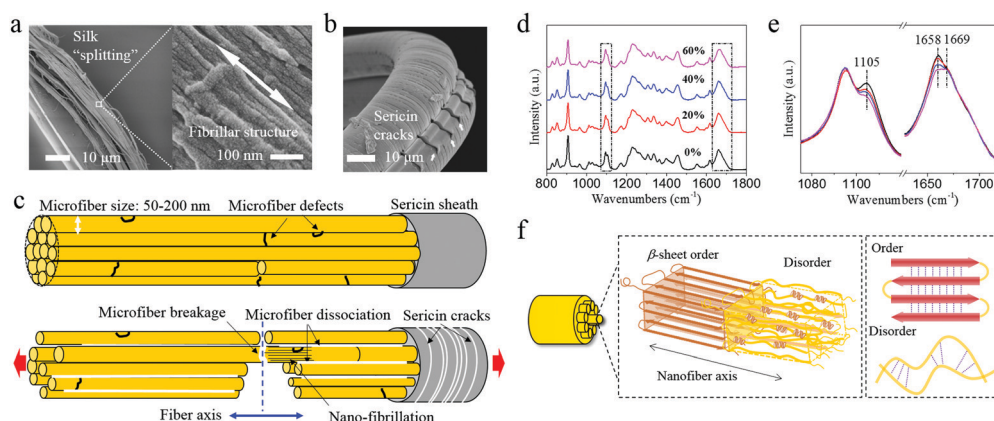 a
Silk
“splitting”
10 μm
Fibrillar structure
100 nm
b
Sericin
cracks
10 μm
c
Microfiber size: 50-200 nm
Microfiber defects
Sericin sheath
Microfiber breakage
Microfiber dissociation
Sericin cracks
Fiber axis
Nano-fibrillation
d
Intensity (a.u.)
60%
40%
20%
0%
800 1000 1200 1400 1600 1800
Wavenumbers (cm-1)
e
Intensity (a.u.)
1105
1658 1669
1080 1100 1650 1700
Wavenumbers (cm-1)
f
β-sheet order
Disorder
Nanofiber axis
Order
Disorder